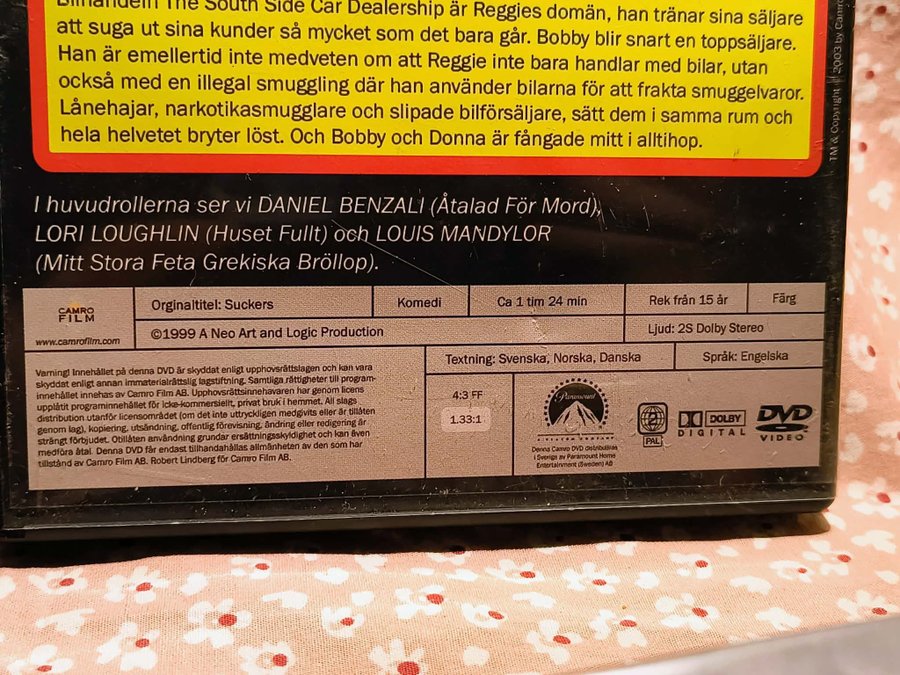 Bilhandeln The South Side Car Dealership är Reggies domän, han tränar sina säljare
att suga ut sina kunder så mycket som det bara går. Bobby blir snart en toppsäljare.
Han är emellertid inte medveten om att Reggie inte bara handlar med bilar, utan
också med en illegal smuggling där han använder bilarna för att frakta smuggelvaror.
Lånehajar, narkotikasmugglare och slipade bilförsäljare, sätt dem i samma rum och
hela helvetet bryter löst. Och Bobby och Donna är fångade mitt i alltihop.
TM & Copyright 2003 by Camro
I huvudrollerna ser vi DANIEL BENZALI (Åtalad För Mord),
LORI LOUGHLIN (Huset Fullt) och LOUIS MANDYLOR
(Mitt Stora Feta Grekiska Bröllop).
CAMRO
FILM
www.camrofilm.com
Orginaltitel: Suckers
Komedi
Ca 1 tim 24 min
Rek från 15 år
Färg
©1999 A Neo Art and Logic Production
Ljud: 2S Dolby Stereo
Varning! Innehållet på denna DVD är skyddat enligt upphovsrättslagen och kan vara
skyddat enligt annan immaterialrättslig lagstiftning. Samtliga rättigheter till program-
innehållet innehas av Camro Film AB. Upphovsrättsinnehavaren har genom licens
upplåtit programinnehållet för icke-kommersiellt, privat bruk i hemmet. All slags
distribution utanför licensområdet (om det inte uttryckligen medgivits eller är tillåten
genom lag), kopiering, utsändning, offentlig förevisning, ändring eller redigering är
strängt förbjudet. Otillåten användning grundar ersättningsskyldighet och kan även
medföra åtal. Denna DVD får endast tillhandahållas allmänheten av den som har
tillstånd av Camro Film AB. Robert Lindberg för Camro Film AB.
Textning: Svenska, Norska, Danska
Språk: Engelska
4:3 FF
1.33:1
Paramount
Denna Camro DVD distribueras
i Sverige av Paramount Home
Entertainment (Sweden) AB
2
PAL
DOLBY
DIGITAL
DVD
VIDEO